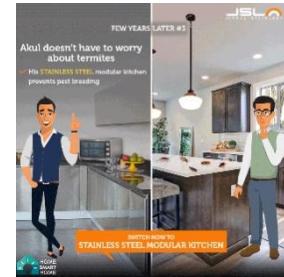 JSL
FEW YEARS LATER #3
Akul doesn't have to worry
about termites
His STAINLESS STEEL modular kitchen
prevents pest breeding
SWITCH NOW TO
STAINLESS STEEL MODULAR KITCHEN
HOME
SMART
HOME